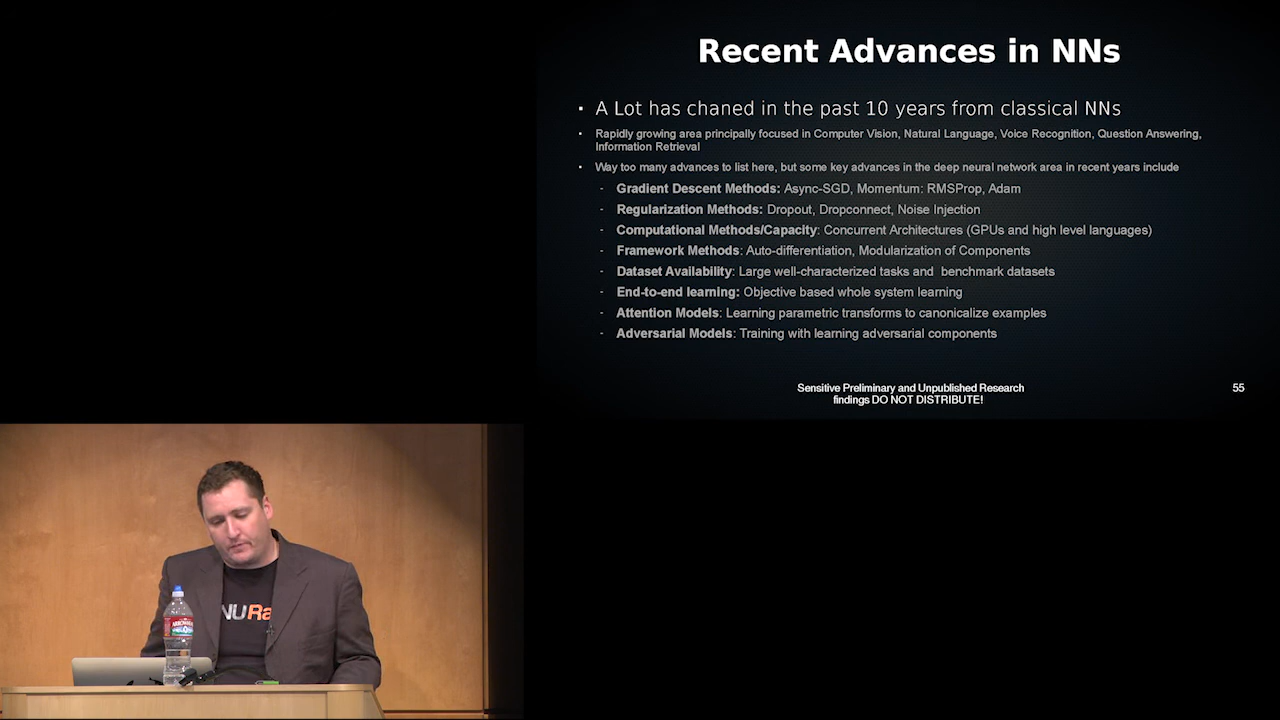 Recent Advances in NNs
▪ A Lot has chaned in the past 10 years from classical NNs
▪ Rapidly growing area principally focused in Computer Vision, Natural Language, Voice Recognition, Question Answering,
Information Retrieval
▪ Way too many advances to list here, but some key advances in the deep neural network area in recent years include
- Gradient Descent Methods: Async-SGD, Momentum: RMSProp, Adam
- Regularization Methods: Dropout, Dropconnect, Noise Injection
- Computational Methods/Capacity: Concurrent Architectures (GPUs and high level languages)
- Framework Methods: Auto-differentiation, Modularization of Components
- Dataset Availability: Large well-characterized tasks and benchmark datasets
- End-to-end learning: Objective based whole system learning
- Attention Models: Learning parametric transforms to canonicalize examples
- Adversarial Models: Training with learning adversarial components
Sensitive Preliminary and Unpublished Research
findings DO NOT DISTRIBUTE!
55
NURa